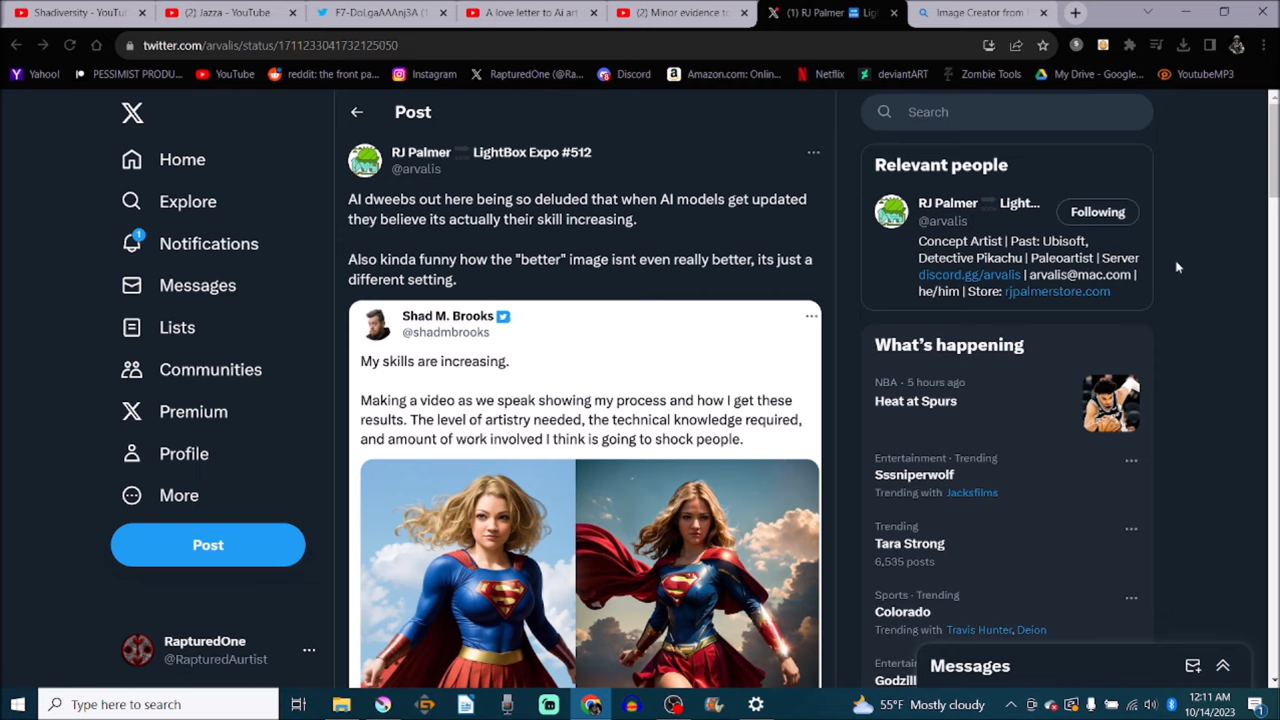 Shadiversity - YouTu
(2) Jazza - YouTube
F7-DoLgaAAAnj3A (1
A love letter to Ai art
(2) Minor evidence to
(1) RJ Palmer
Lig
Image Creator from
twitter.com/arvalis/status/1711233041732125050
Yahoo!
PESSIMIST PRODU...
YouTube
reddit: the front pa...
Instagram
RapturedOne (@Ra...
Discord
Amazon.com: Onlin...
Netflix
deviantART
Zombie Tools
My Drive - Google...
YoutubeMP3
Home
Explore
1
Notifications
Messages
Lists
Communities
Premium
Profile
More
Post
RapturedOne
@RapturedAurtist
Post
RJ Palmer LightBox Expo #512
@arvalis
AI dweebs out here being so deluded that when AI models get updated
they believe its actually their skill increasing.
Also kinda funny how the "better" image isnt even really better, its just a
different setting.
Shad M. Brooks
@shadmbrooks
My skills are increasing.
Making a video as we speak showing my process and how I get these
results. The level of artistry needed, the technical knowledge required,
and amount of work involved I think is going to shock people.
Search
Relevant people
RJ Palmer Light...
@arvalis
Following
Concept Artist | Past: Ubisoft,
Detective Pikachu | Paleoartist | Server
discord.gg/arvalis | arvalis@mac.com |
he/him | Store: rjpalmerstore.com
What's happening
NBA · 5 hours ago
Heat at Spurs
Entertainment · Trending
Sssniperwolf
Trending with Jacksfilms
Trending
Tara Strong
6,535 posts
Sports · Trending
Colorado
Trending with Travis Hunter, Deion
Entertai
Godzill
Messages
Type here to search
55°F Mostly cloudy
12:11 AM
10/14/2023
1